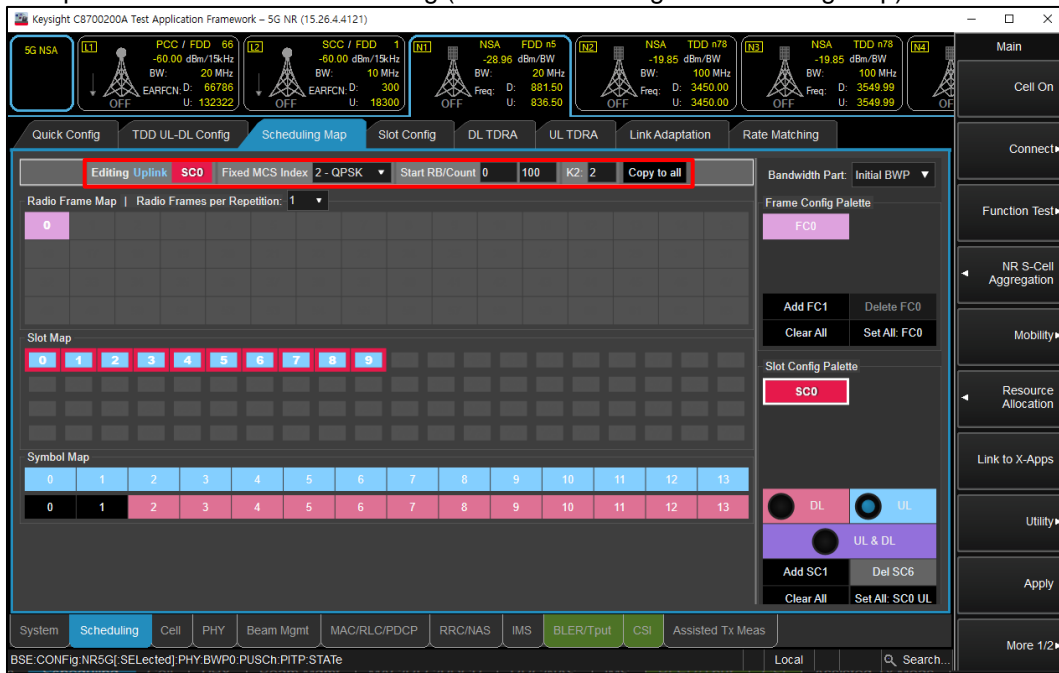 Keysight C8700200A Test Application Framework – 5G NR (15.26.4.4121)
5G NSA
L1 PCC / FDD 66
-60.00 dBm/15kHz
BW: 20 MHz
EARFCN: D: 66786
U: 132322
OFF
L2 SCC / FDD 1
-60.00 dBm/15kHz
BW: 10 MHz
EARFCN: D: 300
U: 18300
OFF
N1 NSA FDD n5
-28.96 dBm/BW
BW: 20 MHz
Freq: D: 881.50
U: 836.50
OFF
N2 NSA TDD n78
-19.85 dBm/BW
BW: 100 MHz
Freq: D: 3450.00
U: 3450.00
OFF
N3 NSA TDD n78
-19.85 dBm/BW
BW: 100 MHz
Freq: D: 3549.99
U: 3549.99
OFF
N4
OF
Quick Config TDD UL-DL Config Scheduling Map Slot Config DL TDRA UL TDRA Link Adaptation Rate Matching
Editing Uplink SC0 Fixed MCS Index 2 - QPSK Start RB/Count 0 100 K2: 2 Copy to all
Radio Frame Map | Radio Frames per Repetition: 1
0
Slot Map
0 1 2 3 4 5 6 7 8 9
Symbol Map
0 1 2 3 4 5 6 7 8 9 10 11 12 13
0 1 2 3 4 5 6 7 8 9 10 11 12 13
Bandwidth Part: Initial BWP
Frame Config Palette
FC0
Add FC1 Delete FC0
Clear All Set All: FC0
Slot Config Palette
SC0
DL UL
UL & DL
Add SC1 Del SC6
Clear All Set All: SC0 UL
Main
Cell On
Connect
Function Test
NR S-Cell
Aggregation
Mobility
Resource
Allocation
Link to X-Apps
Utility
Apply
More 1/2
System Scheduling Cell PHY Beam Mgmt MAC/RLC/PDCP RRC/NAS IMS BLER/Tput CSI Assisted Tx Meas
BSE:CONFig:NR5G[:SELected]:PHY:BWP0:PUSCh:PITP:STATe Local Search...